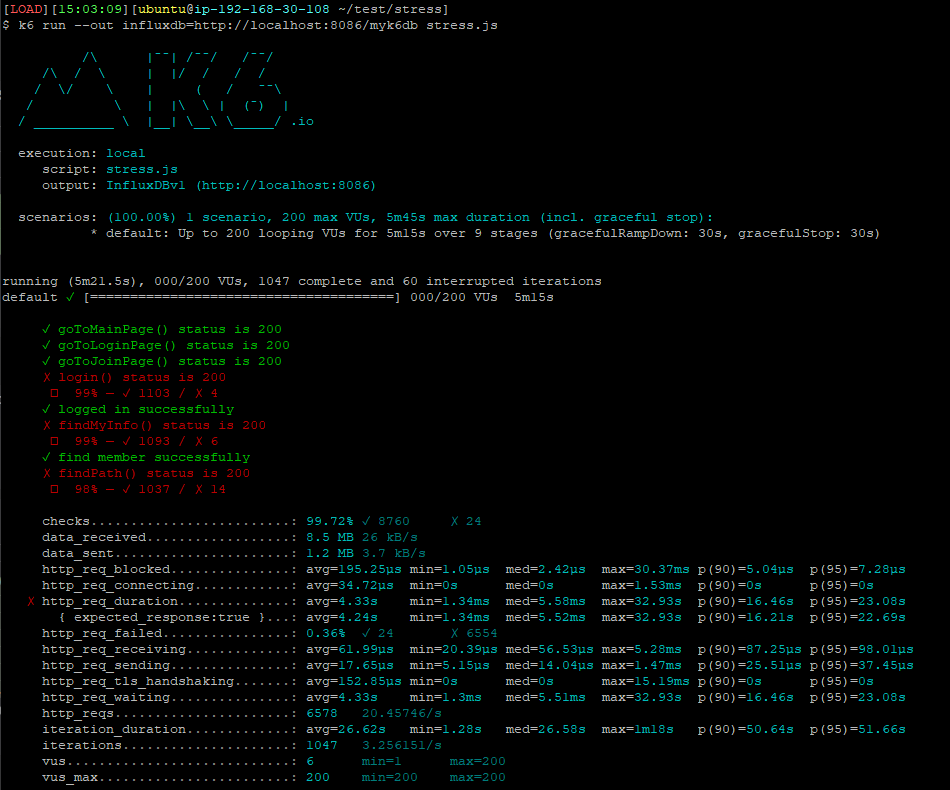 [LOAD][15:03:09][ubuntu@ip-192-168-30-108 ~/test/stress]
$ k6 run --out influxdb=http://localhost:8086/myk6db stress.js
          /\      |‾‾| /‾‾/   /‾‾/
     /\  /  \     |  |/  /   /  /
    /  \/    \    |     (   /   ‾‾\
   /          \   |  |\  \ |  (‾)  |
  / __________ \  |__| \__\ \_____/ .io
  execution: local
     script: stress.js
     output: InfluxDBv1 (http://localhost:8086)
  scenarios: (100.00%) 1 scenario, 200 max VUs, 5m45s max duration (incl. graceful stop):
           * default: Up to 200 looping VUs for 5m15s over 9 stages (gracefulRampDown: 30s, gracefulStop: 30s)
running (5m21.5s), 000/200 VUs, 1047 complete and 60 interrupted iterations
default ✓ [======================================] 000/200 VUs  5m15s
     ✓ goToMainPage() status is 200
     ✓ goToLoginPage() status is 200
     ✓ goToJoinPage() status is 200
     ✗ login() status is 200
      □  99% — ✓ 1103 / ✗ 4
     ✓ logged in successfully
     ✗ findMyInfo() status is 200
      □  99% — ✓ 1093 / ✗ 6
     ✓ find member successfully
     ✗ findPath() status is 200
      □  98% — ✓ 1037 / ✗ 14
     checks.........................: 99.72% ✓ 8760     ✗ 24
     data_received..................: 8.5 MB 26 kB/s
     data_sent......................: 1.2 MB 3.7 kB/s
     http_req_blocked...............: avg=195.25µs min=1.05µs  med=2.42µs  max=30.37ms p(90)=5.04µs  p(95)=7.28µs
     http_req_connecting............: avg=34.72µs  min=0s      med=0s      max=1.53ms  p(90)=0s      p(95)=0s
   ✗ http_req_duration..............: avg=4.33s    min=1.34ms  med=5.58ms  max=32.93s  p(90)=16.46s  p(95)=23.08s
       { expected_response:true }...: avg=4.24s    min=1.34ms  med=5.52ms  max=32.93s  p(90)=16.21s  p(95)=22.69s
     http_req_failed................: 0.36%  ✓ 24       ✗ 6554
     http_req_receiving.............: avg=61.99µs  min=20.39µs med=56.53µs max=5.28ms  p(90)=87.25µs p(95)=98.01µs
     http_req_sending...............: avg=17.65µs  min=5.15µs  med=14.04µs max=1.47ms  p(90)=25.51µs p(95)=37.45µs
     http_req_tls_handshaking.......: avg=152.85µs min=0s      med=0s      max=15.19ms p(90)=0s      p(95)=0s
     http_req_waiting...............: avg=4.33s    min=1.3ms   med=5.51ms  max=32.93s  p(90)=16.46s  p(95)=23.08s
     http_reqs......................: 6578   20.45746/s
     iteration_duration.............: avg=26.62s   min=1.28s   med=26.58s  max=1m18s   p(90)=50.64s  p(95)=51.66s
     iterations.....................: 1047   3.256151/s
     vus............................: 6      min=1      max=200
     vus_max........................: 200    min=200    max=200